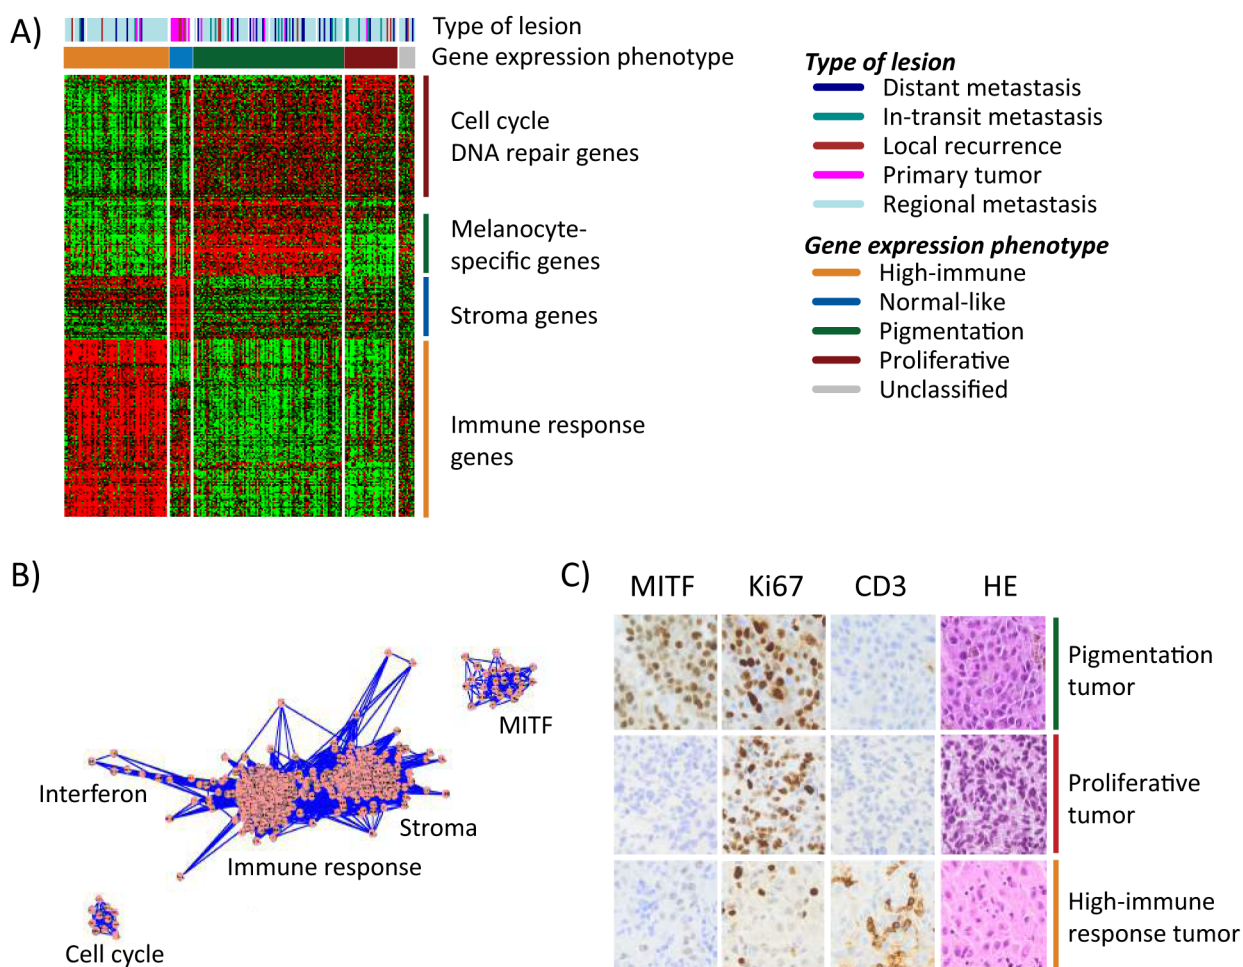 A)
Type of lesion
Gene expression phenotype
Cell cycle
DNA repair genes
Melanocyte-
specific genes
Stroma genes
Immune response
genes
Type of lesion
Distant metastasis
In-transit metastasis
Local recurrence
Primary tumor
Regional metastasis
Gene expression phenotype
High-immune
Normal-like
Pigmentation
Proliferative
Unclassified
B)
MITF
Interferon
Stroma
Immune response
Cell cycle
C)
MITF Ki67 CD3 HE
Pigmentation
tumor
Proliferative
tumor
High-immune
response tumor